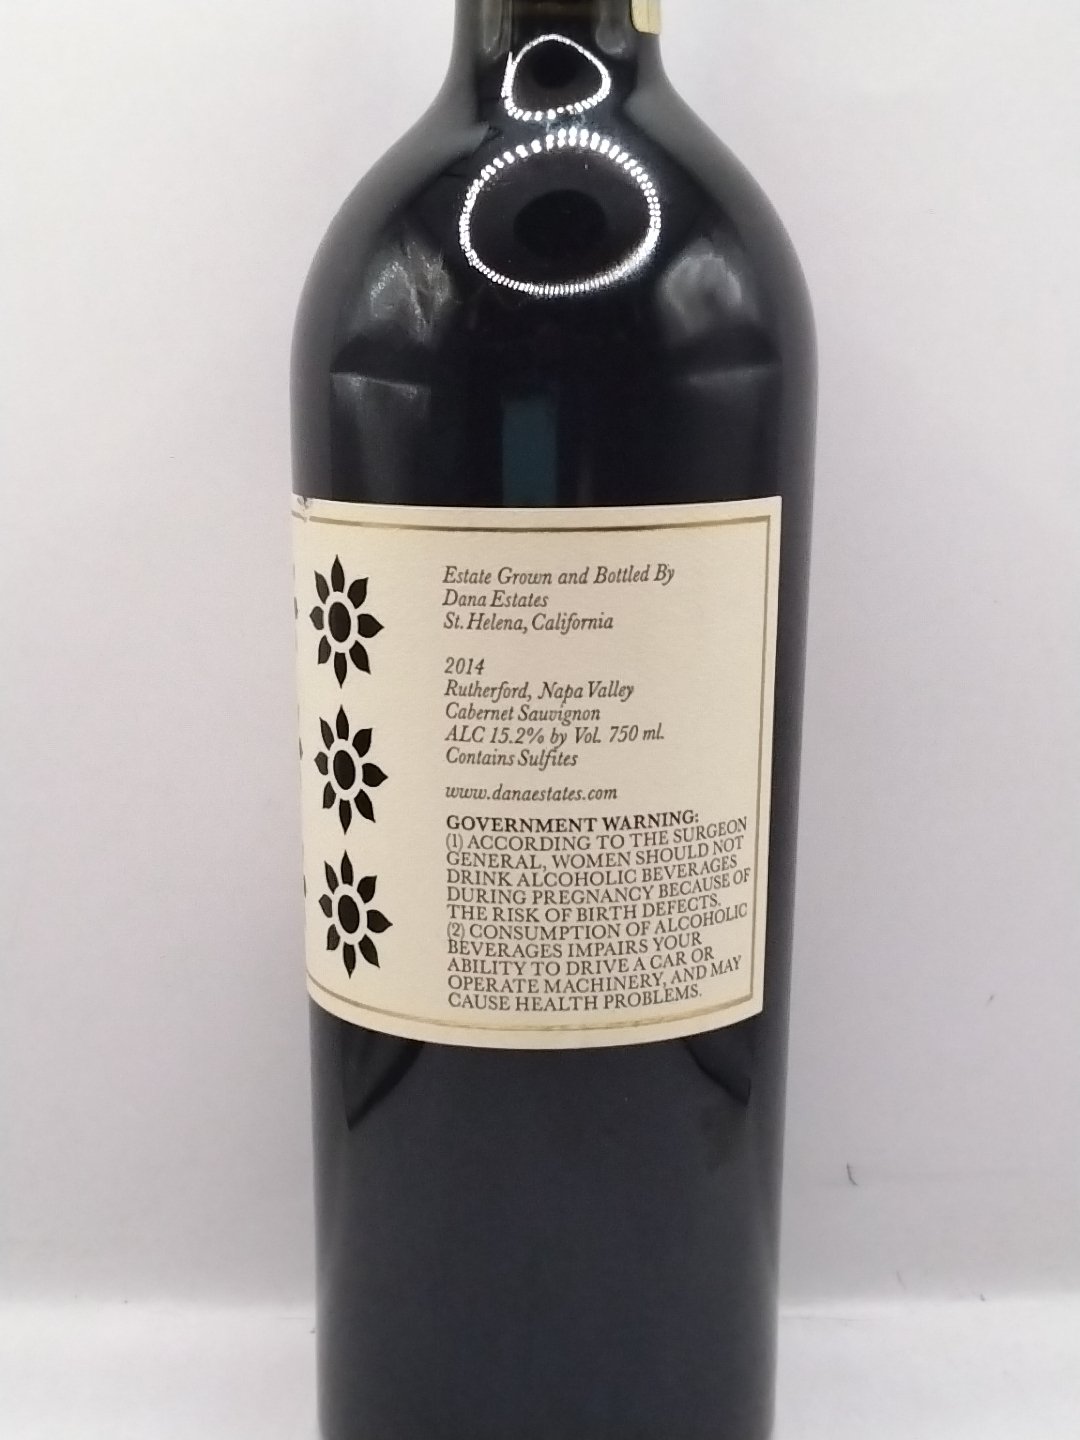 Estate Grown and Bottled By
Dana Estates
St. Helena, California
2014
Rutherford, Napa Valley
Cabernet Sauvignon
ALC 15.2% by Vol. 750 ml.
Contains Sulfites
www.danaestates.com
GOVERNMENT WARNING:
(1) ACCORDING TO THE SURGEON
GENERAL, WOMEN SHOULD NOT
DRINK ALCOHOLIC BEVERAGES
DURING PREGNANCY BECAUSE OF
THE RISK OF BIRTH DEFECTS.
(2) CONSUMPTION OF ALCOHOLIC
BEVERAGES IMPAIRS YOUR
ABILITY TO DRIVE A CAR OR
OPERATE MACHINERY, AND MAY
CAUSE HEALTH PROBLEMS.